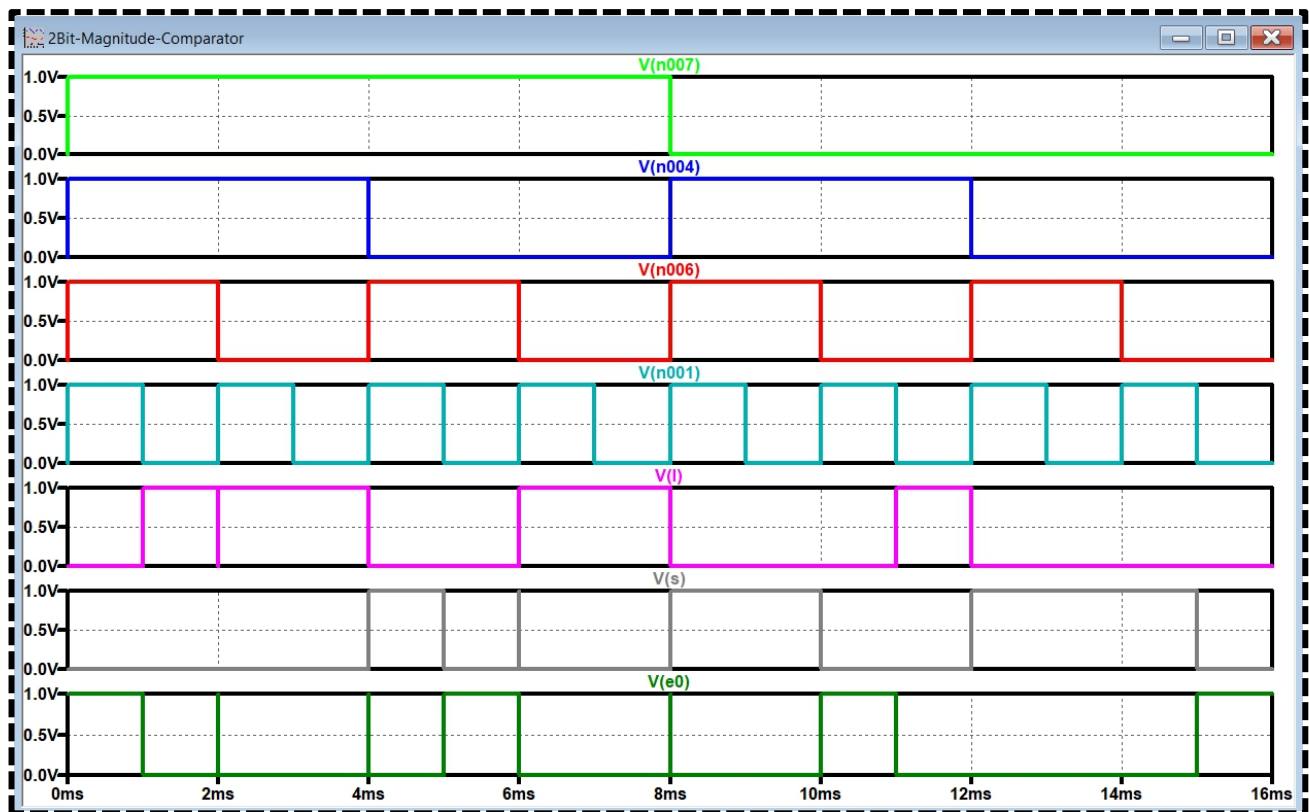 2Bit-Magnitude-Comparator
V(n007)
1.0V
0.5V
0.0V
V(n004)
1.0V
0.5V
0.0V
V(n006)
1.0V
0.5V
0.0V
V(n001)
1.0V
0.5V
0.0V
V(l)
1.0V
0.5V
0.0V
V(s)
1.0V
0.5V
0.0V
V(e0)
1.0V
0.5V
0.0V
0ms 2ms 4ms 6ms 8ms 10ms 12ms 14ms 16ms